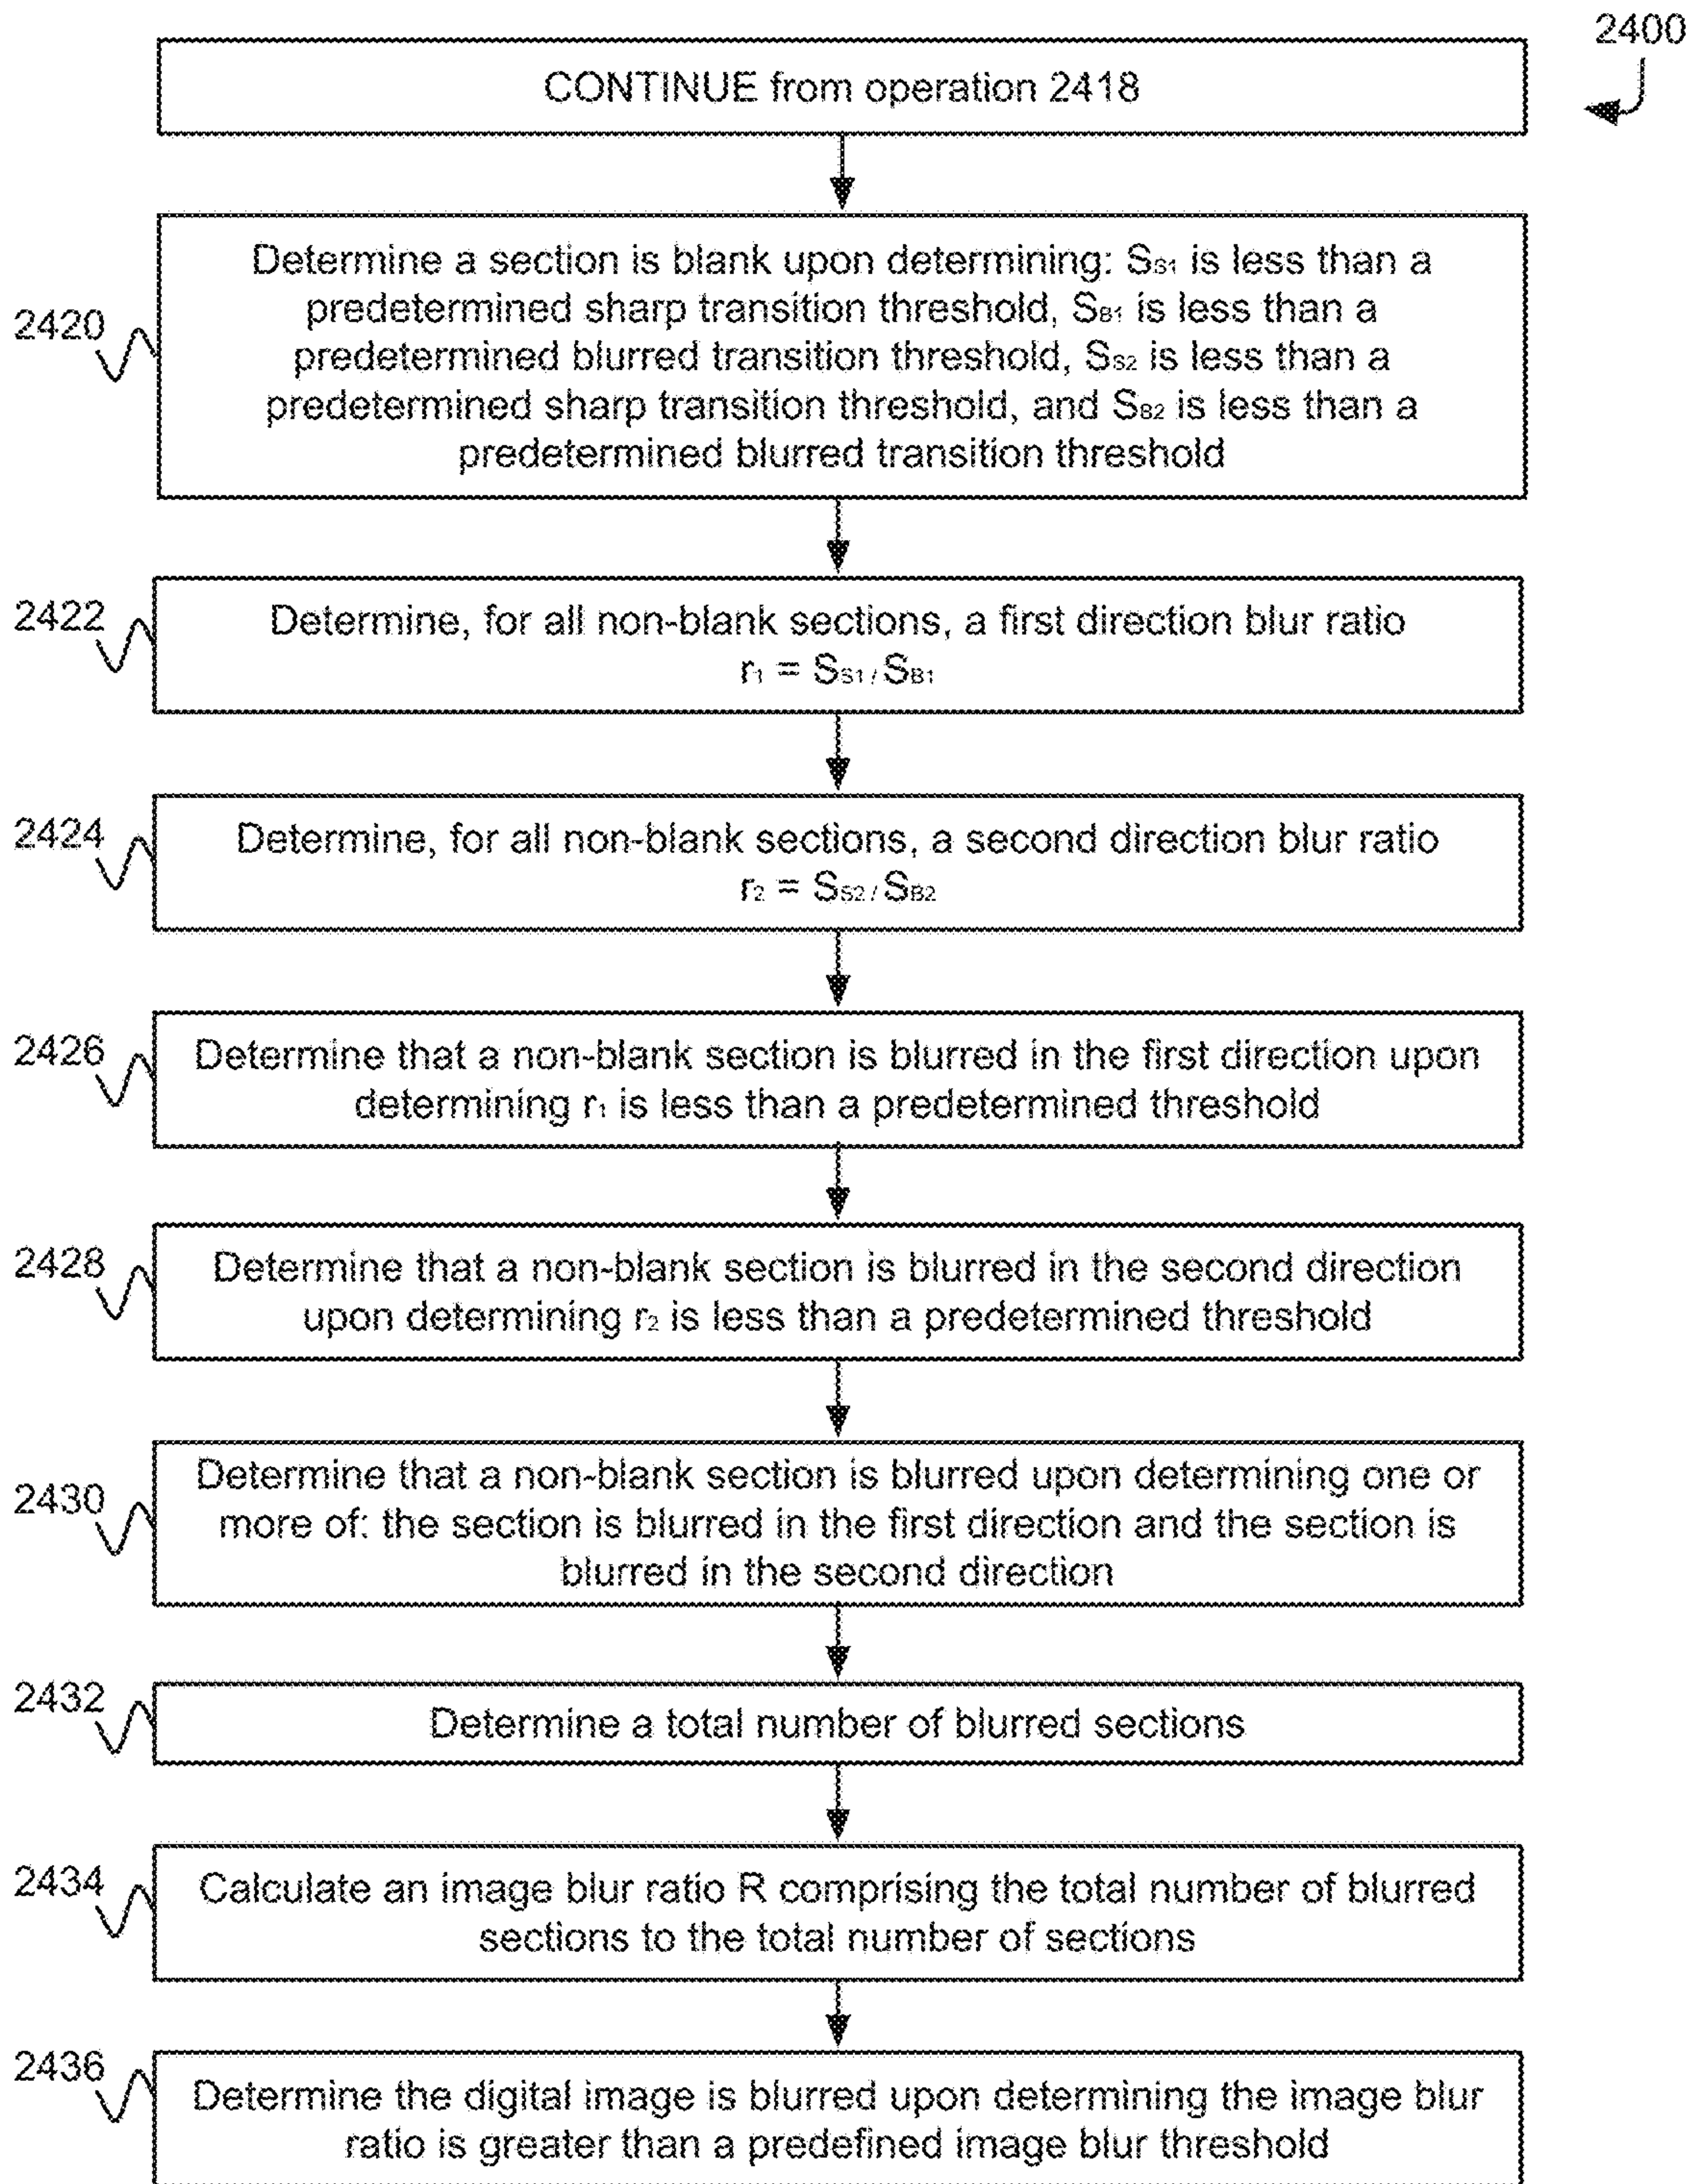 2400
CONTINUE from operation 2418
2420
Determine a section is blank upon determining: SS1 is less than a
predetermined sharp transition threshold, SB1 is less than a
predetermined blurred transition threshold, SS2 is less than a
predetermined sharp transition threshold, and SB2 is less than a
predetermined blurred transition threshold
2422
Determine, for all non-blank sections, a first direction blur ratio
r1 = SS1 / SB1
2424
Determine, for all non-blank sections, a second direction blur ratio
r2 = SS2 / SB2
2426
Determine that a non-blank section is blurred in the first direction upon
determining r1 is less than a predetermined threshold
2428
Determine that a non-blank section is blurred in the second direction
upon determining r2 is less than a predetermined threshold
2430
Determine that a non-blank section is blurred upon determining one or
more of: the section is blurred in the first direction and the section is
blurred in the second direction
2432
Determine a total number of blurred sections
2434
Calculate an image blur ratio R comprising the total number of blurred
sections to the total number of sections
2436
Determine the digital image is blurred upon determining the image blur
ratio is greater than a predefined image blur threshold